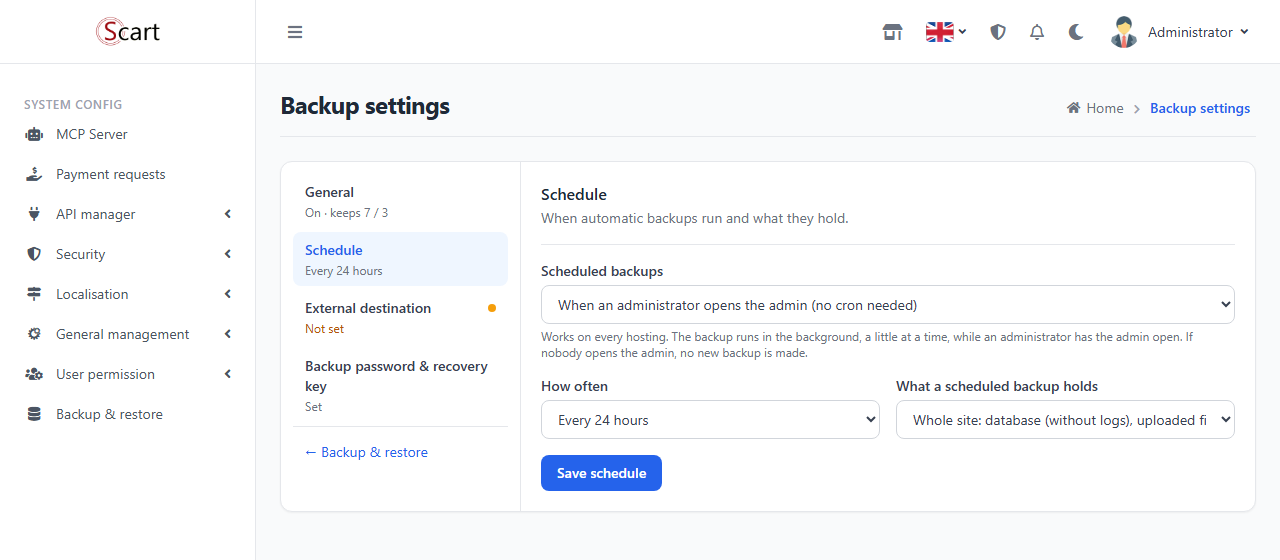 Scart
Administrator
SYSTEM CONFIG
MCP Server
Payment requests
API manager
Security
Localisation
General management
User permission
Backup & restore
Backup settings
Home
Backup settings
General
On · keeps 7 / 3
Schedule
Every 24 hours
External destination
Not set
Backup password & recovery
key
Set
← Backup & restore
Schedule
When automatic backups run and what they hold.
Scheduled backups
When an administrator opens the admin (no cron needed)
Works on every hosting. The backup runs in the background, a little at a time, while an administrator has the admin open. If
nobody opens the admin, no new backup is made.
How often
What a scheduled backup holds
Every 24 hours
Whole site: database (without logs), uploaded fi
Save schedule